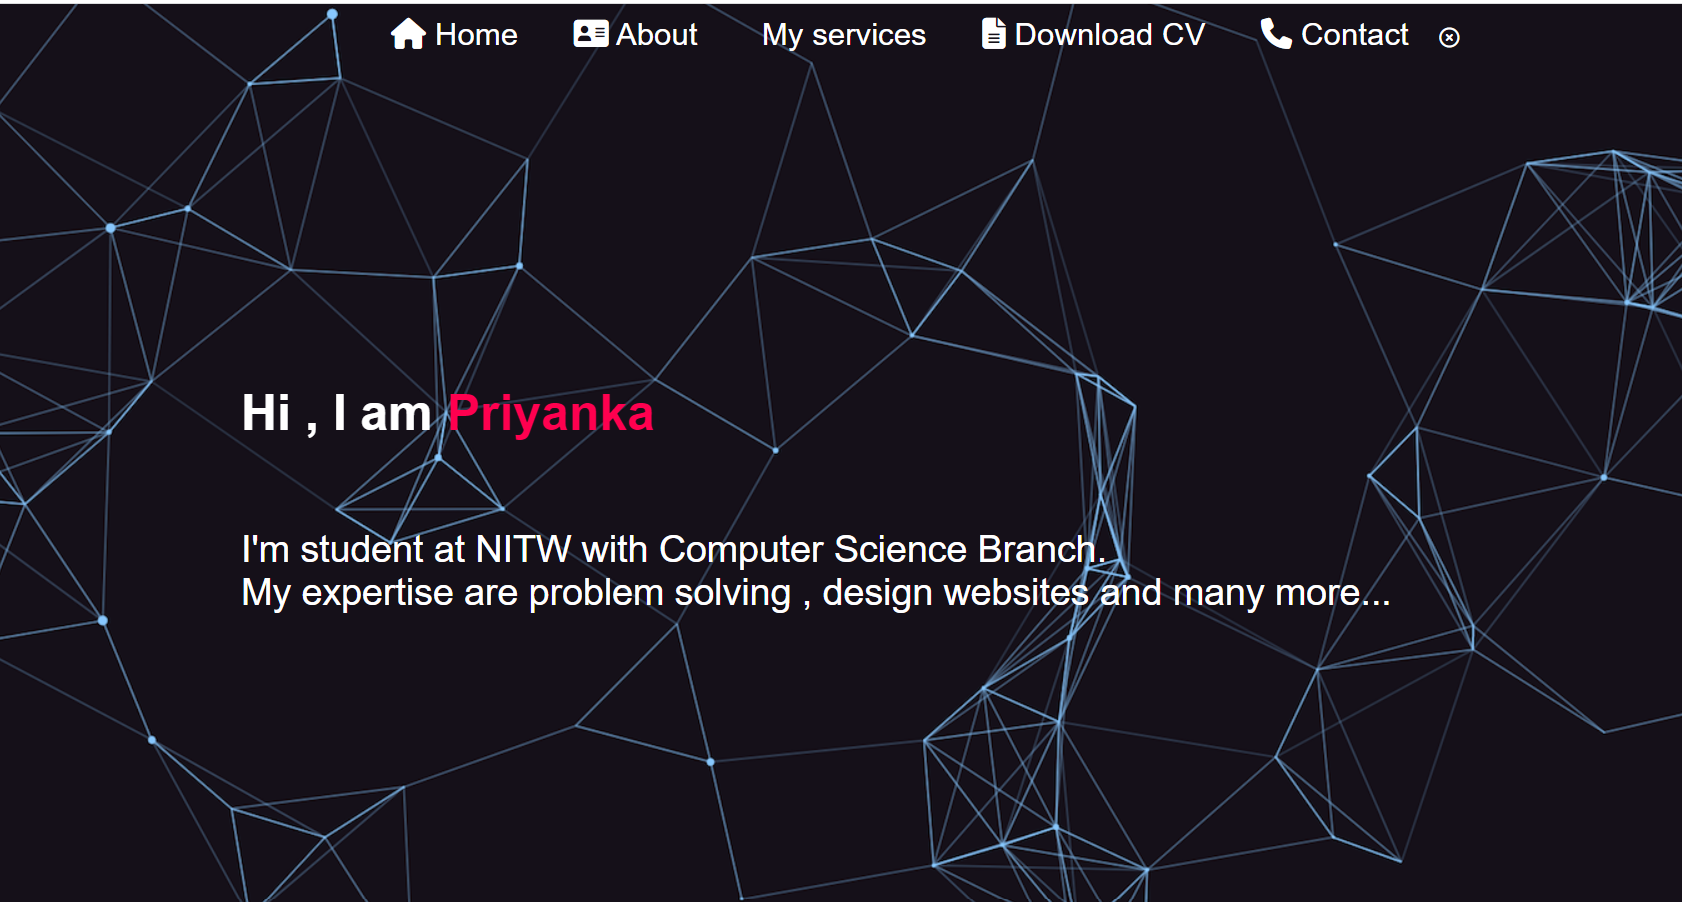 Home About My services Download CV Contact
Hi , I am Priyanka
I'm student at NITW with Computer Science Branch.
My expertise are problem solving , design websites and many more...